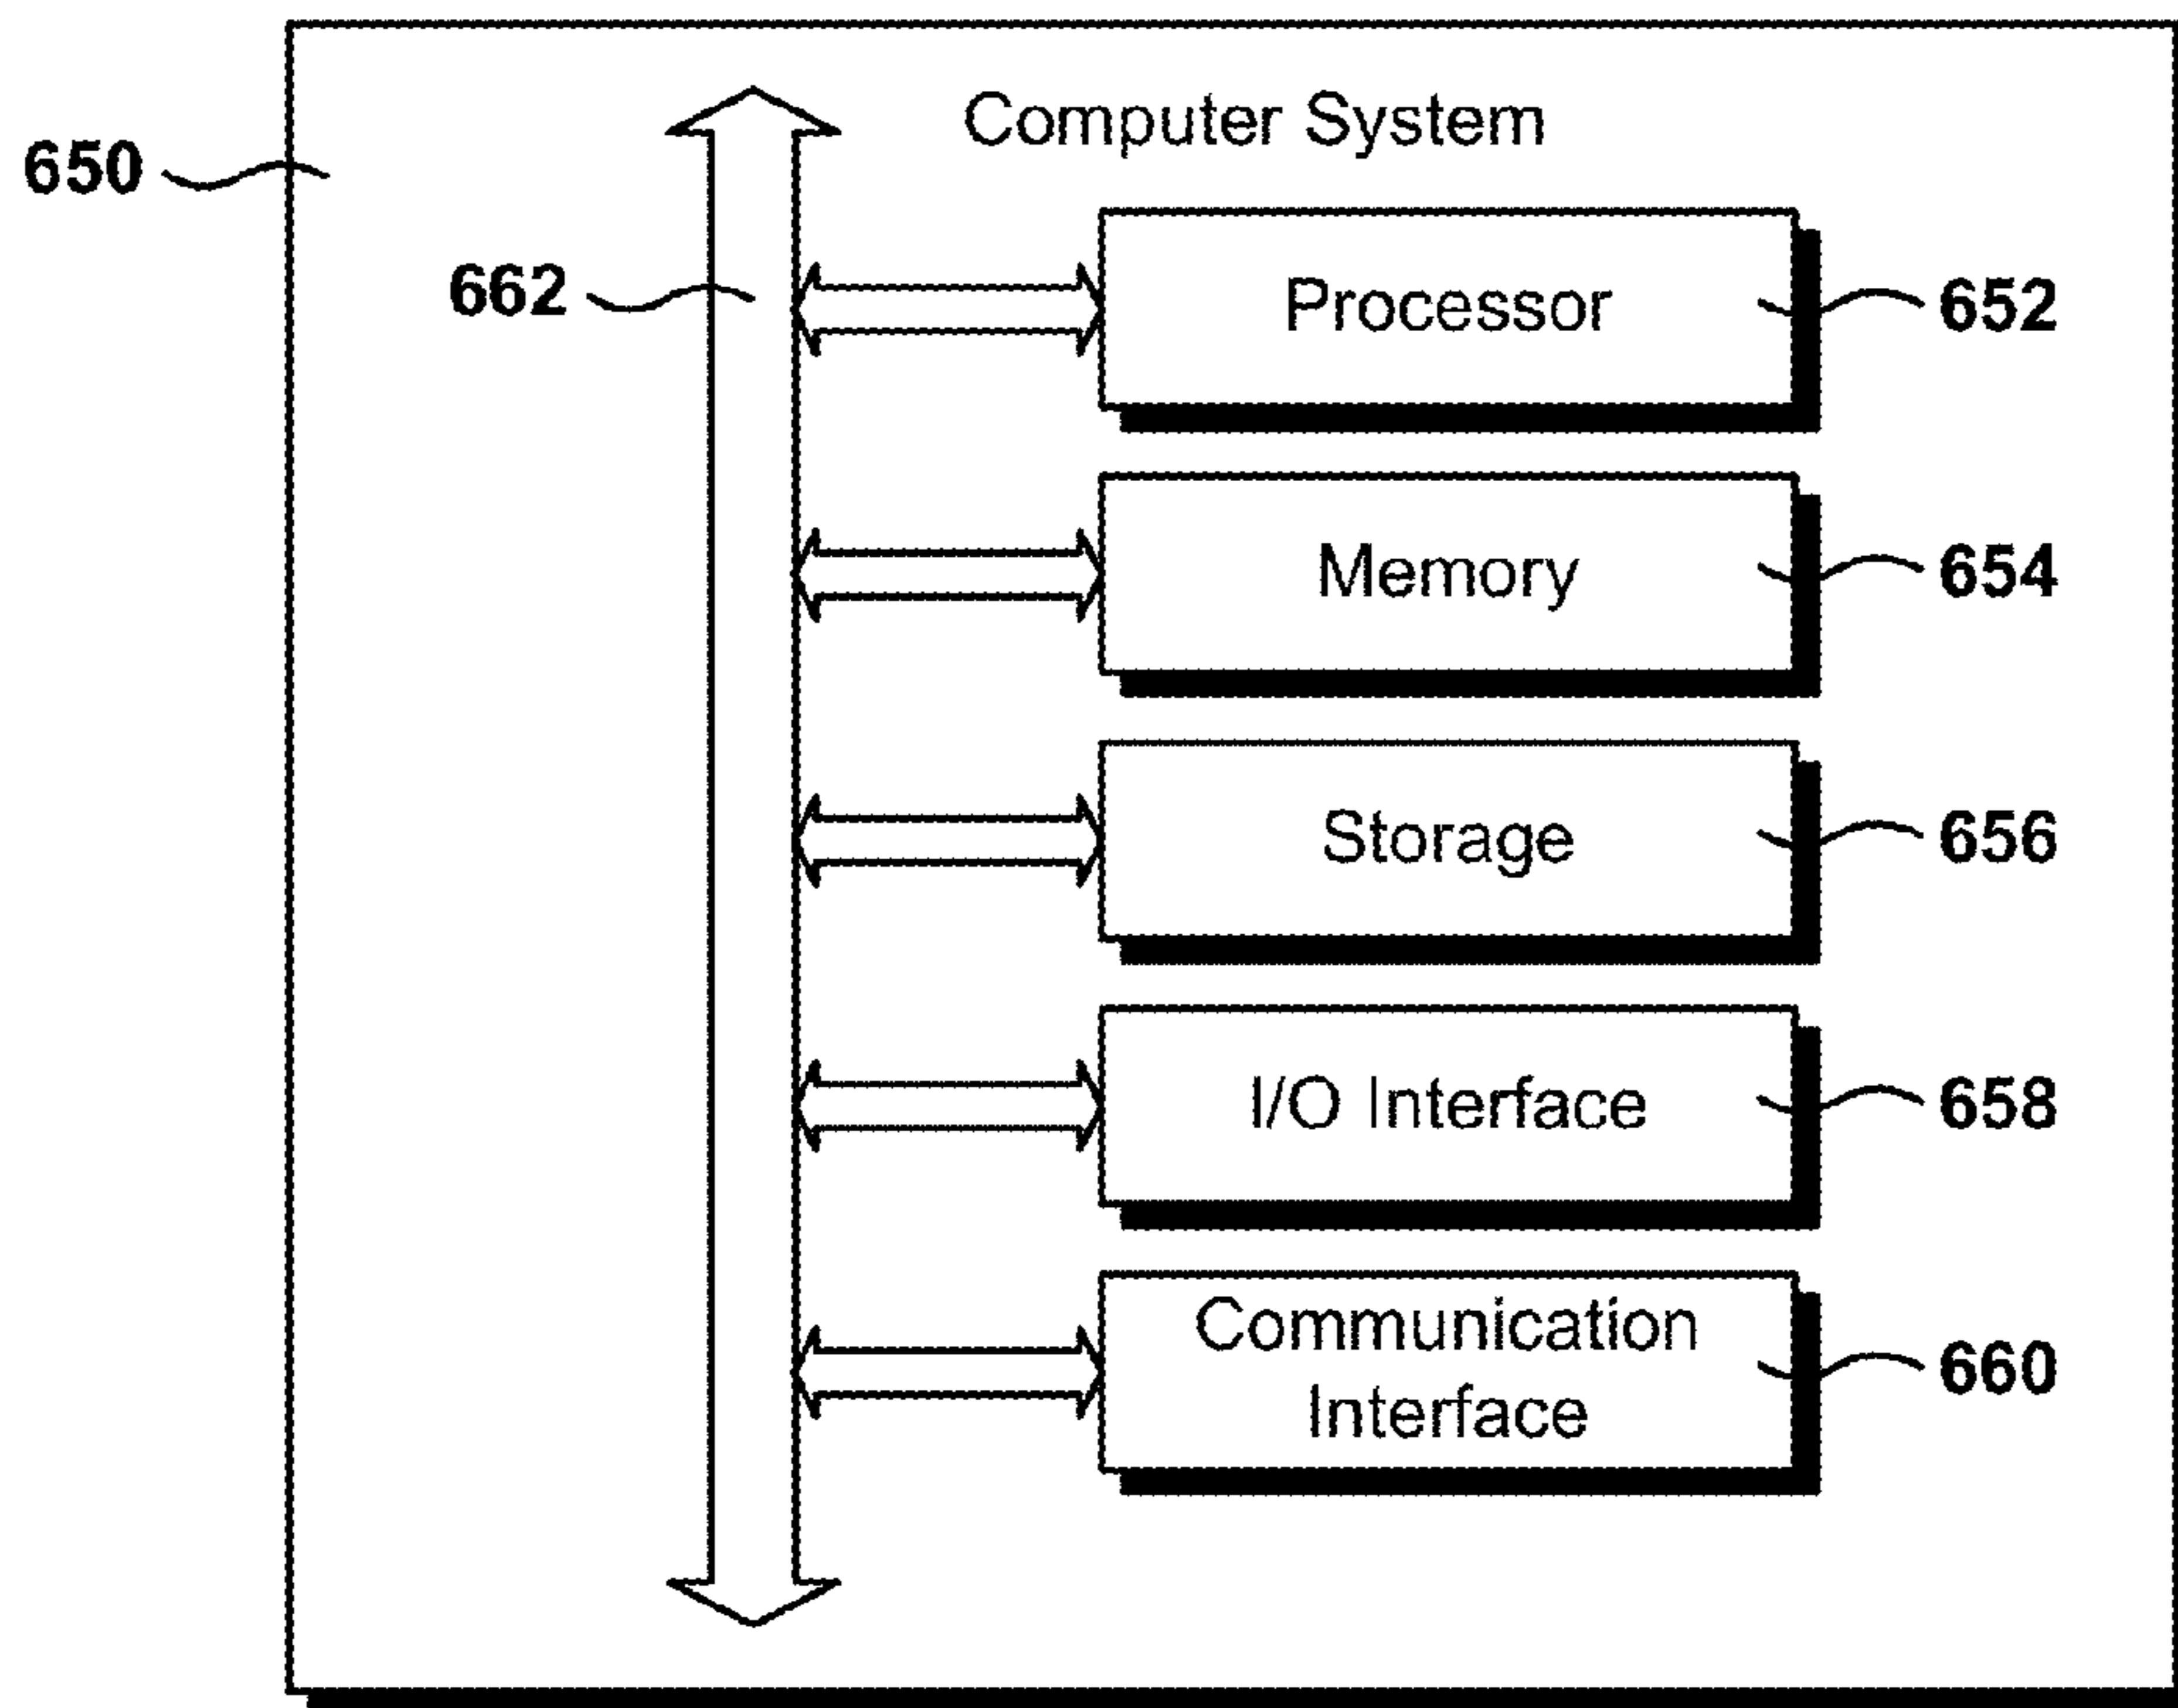 Computer System
650
662
Processor
652
Memory
654
Storage
656
I/O Interface
658
Communication
Interface
660